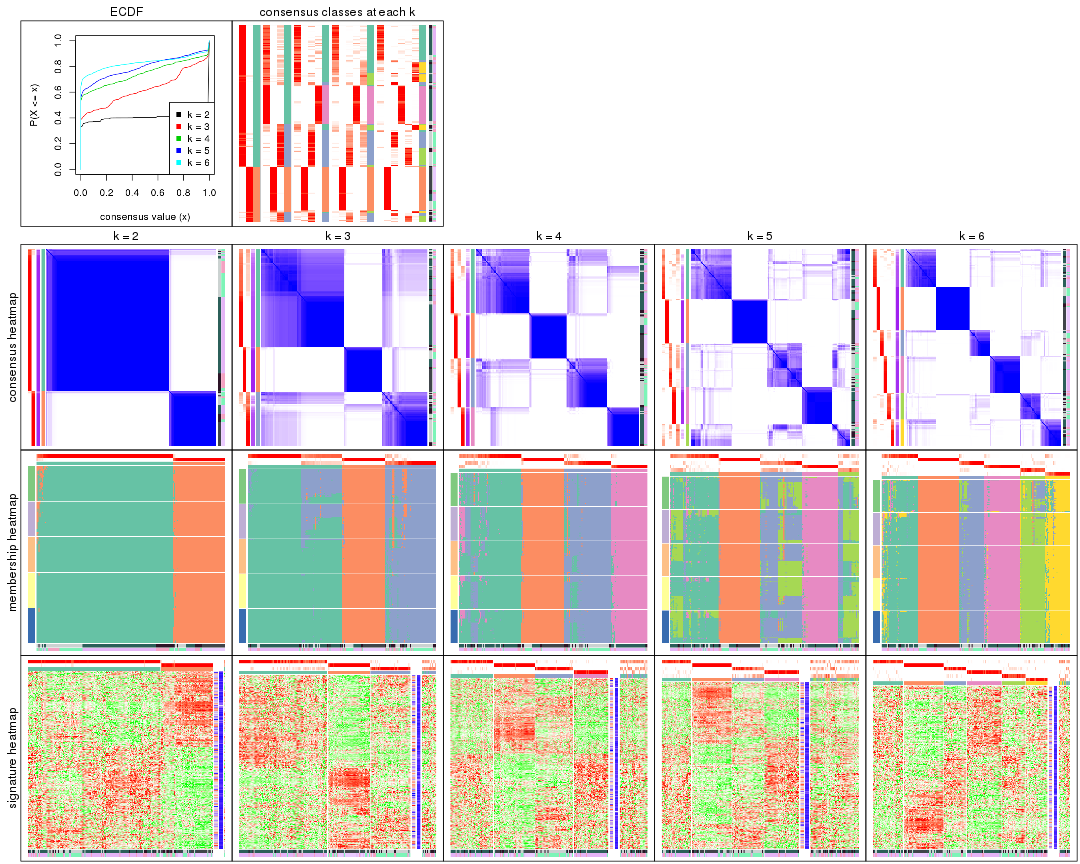 ECDF
consensus classes at each k
P(X <= x)
0.0 0.2 0.4 0.6 0.8 1.0
k = 2
k = 3
k = 4
k = 5
k = 6
0.0 0.2 0.4 0.6 0.8 1.0
consensus value (x)
k = 2
k = 3
k = 4
k = 5
k = 6
consensus heatmap
membership heatmap
signature heatmap